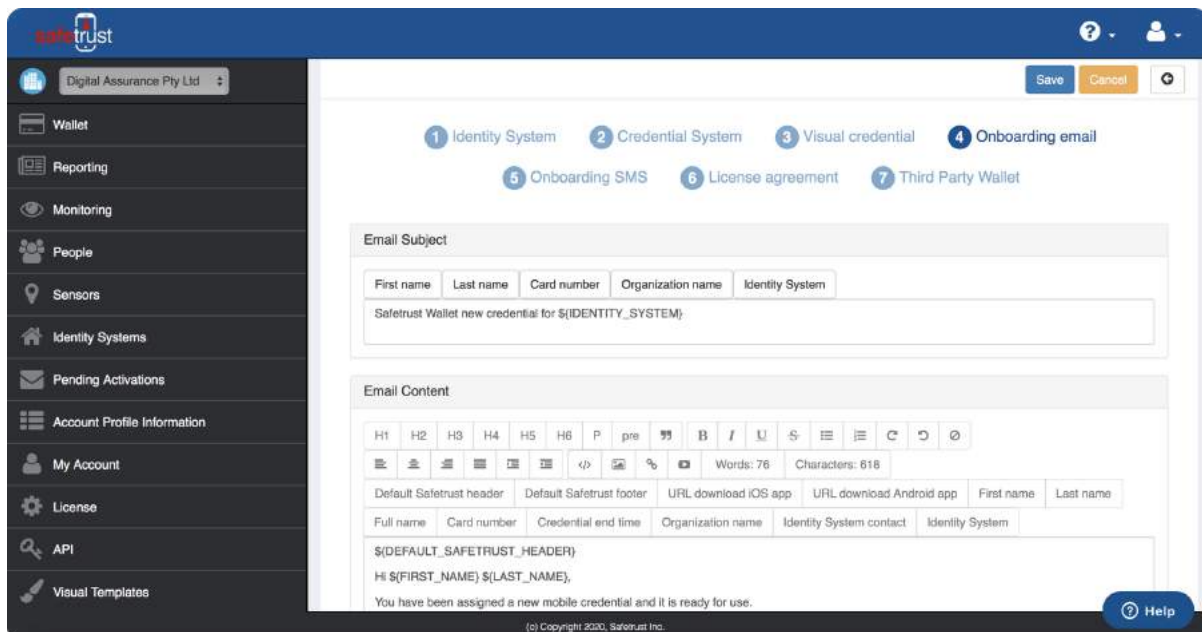 safetrust
Digital Assurance Pty Ltd
Save Cancel
Wallet
Reporting
Monitoring
People
Sensors
Identity Systems
Pending Activations
Account Profile Information
My Account
License
API
Visual Templates
1 Identity System 2 Credential System 3 Visual credential 4 Onboarding email
5 Onboarding SMS 6 License agreement 7 Third Party Wallet
Email Subject
First name Last name Card number Organization name Identity System
Safetrust Wallet new credential for ${IDENTITY_SYSTEM}
Email Content
H1 H2 H3 H4 H5 H6 P pre B I U S
Words: 76 Characters: 618
Default Safetrust header Default Safetrust footer URL download iOS app URL download Android app First name Last name
Full name Card number Credential end time Organization name Identity System contact Identity System
${DEFAULT_SAFETRUST_HEADER}
Hi ${FIRST_NAME} ${LAST_NAME},
You have been assigned a new mobile credential and it is ready for use.
Help
(c) Copyright 2020, Safetrust Inc.